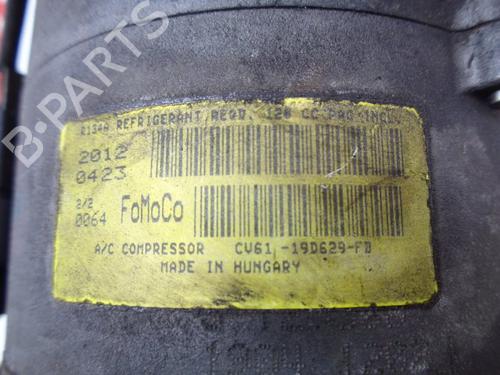 R134A REFRIGERANT REQD. 120 CC PAG INCL.
2012
0423
2/2
0064 FoMoCo
A/C COMPRESSOR CV61 -19D629-FD
MADE IN HUNGARY
B-Parts